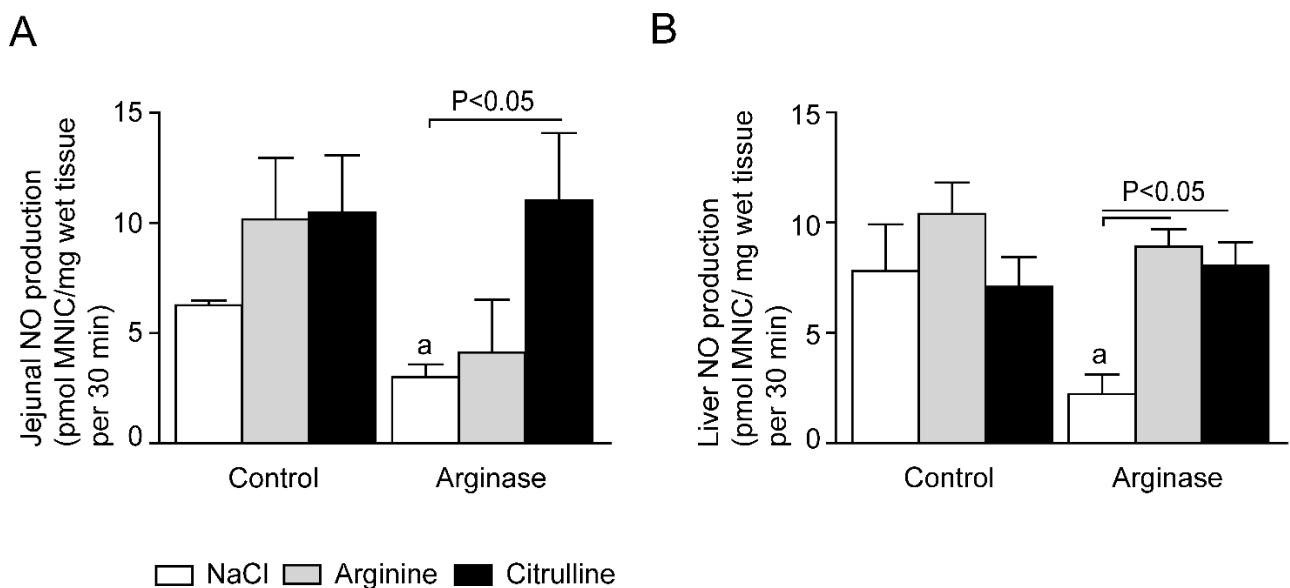 A
Jejunal NO production
(pmol MNIC/mg wet tissue
per 30 min)
15
10
5
0
P<0.05
a
Control
Arginase
B
Liver NO production
(pmol MNIC/ mg wet tissue
per 30 min)
15
10
5
0
P<0.05
a
Control
Arginase
NaCl
Arginine
Citrulline